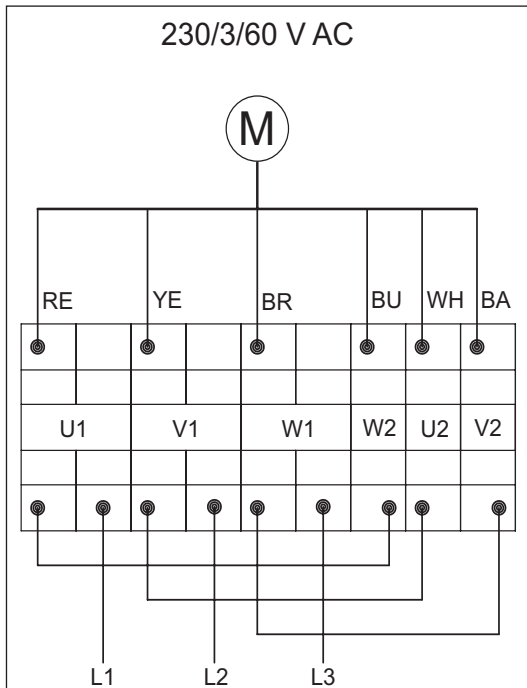 230/3/60 V AC
M
RE YE BR BU WH BA
U1 V1 W1 W2 U2 V2
L1 L2 L3